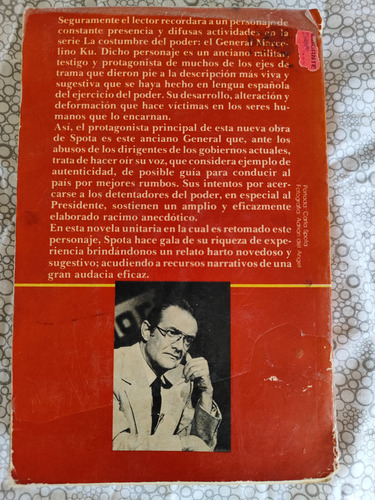 Seguramente el lector recordará a un personaje de
constante presencia y difusas actividades en la
serie La costumbre del poder: el General Marce-
lino Ku. Dicho personaje es un anciano militar,
testigo y protagonista de muchos de los ejes de
trama que dieron pie a la descripción más viva y
sugestiva que se haya hecho en lengua española
del ejercicio del poder. Su desarrollo, alteración y
deformación que hace víctimas en los seres hu-
manos que lo encarnan.
Así, el protagonista principal de esta nueva obra
de Spota es este anciano General que, ante los
abusos de los dirigentes de los gobiernos actuales,
trata de hacer oír su voz, que considera ejemplo de
autenticidad, de posible guía para conducir al
país por mejores rumbos. Sus intentos por acer-
carse a los detentadores del poder, en especial al
Presidente, sostienen un amplio y eficazmente
elaborado racimo anecdótico.
En esta novela unitaria en la cual es retomado este
personaje, Spota hace gala de su riqueza de expe-
riencia brindándonos un relato harto novedoso y
sugestivo; acudiendo a recursos narrativos de una
gran audacia eficaz.
Portada: Carla Spota
Fotografía: Adrian del Angel